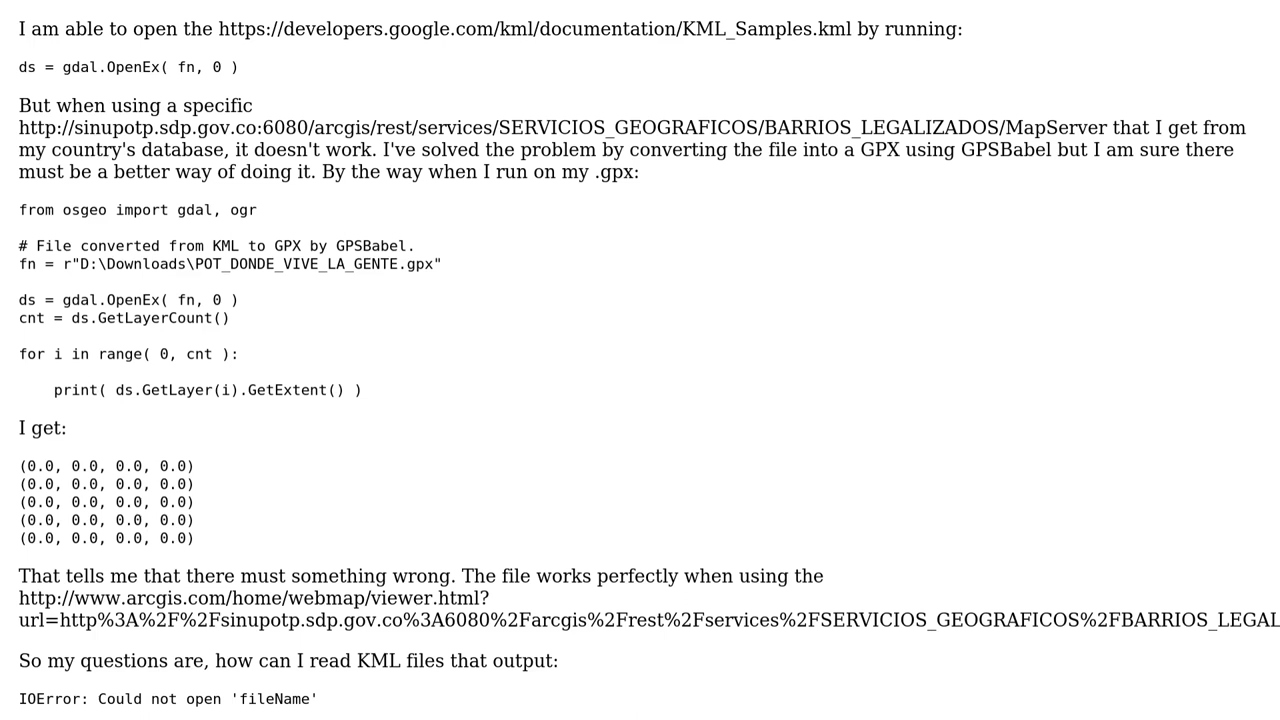 I am able to open the https://developers.google.com/kml/documentation/KML_Samples.kml by running:
ds = gdal.OpenEx( fn, 0 )
But when using a specific
http://sinupotp.sdp.gov.co:6080/arcgis/rest/services/SERVICIOS_GEOGRAFICOS/BARRIOS_LEGALIZADOS/MapServer that I get from
my country's database, it doesn't work. I've solved the problem by converting the file into a GPX using GPSBabel but I am sure there
must be a better way of doing it. By the way when I run on my .gpx:
from osgeo import gdal, ogr
# File converted from KML to GPX by GPSBabel.
fn = r"D:\Downloads\POT_DONDE_VIVE_LA_GENTE.gpx"
ds = gdal.OpenEx( fn, 0 )
cnt = ds.GetLayerCount()
for i in range( 0, cnt ):
    print( ds.GetLayer(i).GetExtent() )
I get:
(0.0, 0.0, 0.0, 0.0)
(0.0, 0.0, 0.0, 0.0)
(0.0, 0.0, 0.0, 0.0)
(0.0, 0.0, 0.0, 0.0)
(0.0, 0.0, 0.0, 0.0)
That tells me that there must something wrong. The file works perfectly when using the
http://www.arcgis.com/home/webmap/viewer.html?
url=http%3A%2F%2Fsinupotp.sdp.gov.co%3A6080%2Farcgis%2Frest%2Fservices%2FSERVICIOS_GEOGRAFICOS%2FBARRIOS_LEGAL
So my questions are, how can I read KML files that output:
IOError: Could not open 'fileName'